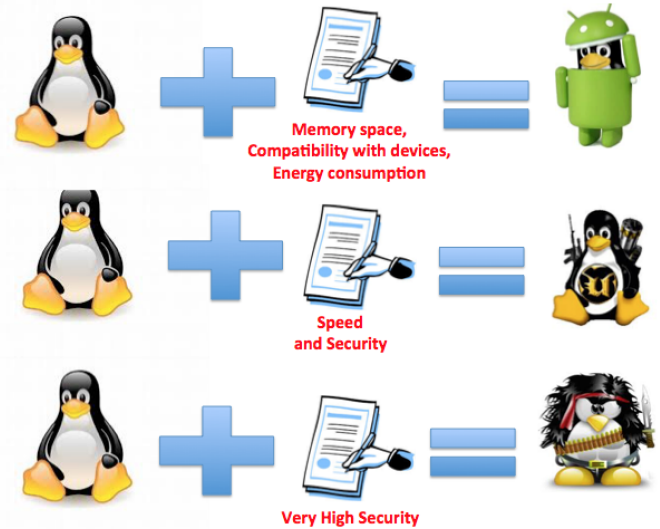 Memory space,
Compatibility with devices,
Energy consumption
Speed
and Security
Very High Security